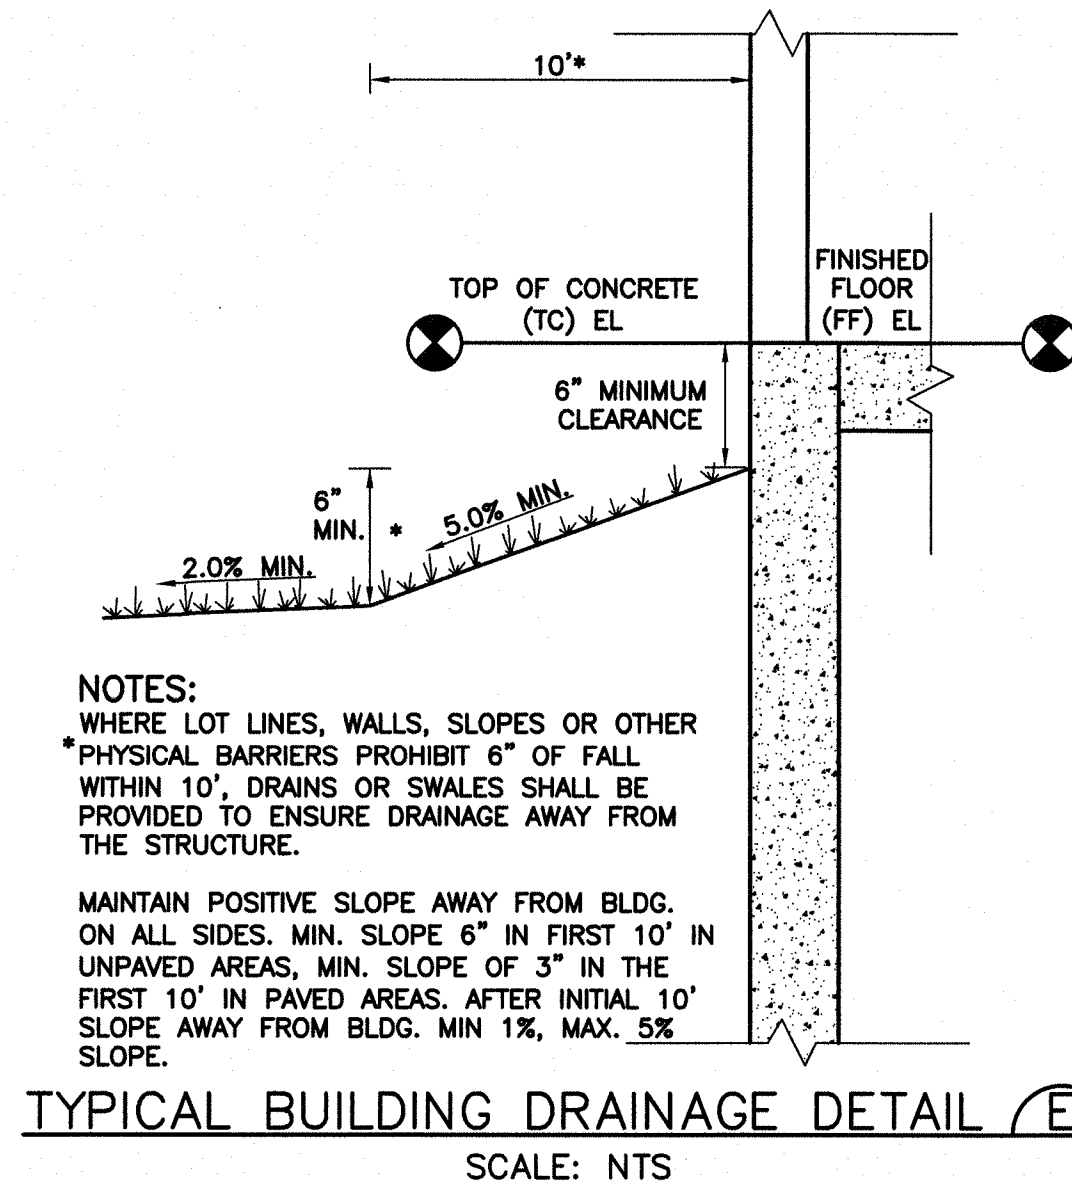 10'*
TOP OF CONCRETE
(TC) EL
FINISHED
FLOOR
(FF) EL
6" MINIMUM
CLEARANCE
6"
MIN. *
5.0% MIN.
2.0% MIN.
NOTES:
WHERE LOT LINES, WALLS, SLOPES OR OTHER
*PHYSICAL BARRIERS PROHIBIT 6" OF FALL
WITHIN 10', DRAINS OR SWALES SHALL BE
PROVIDED TO ENSURE DRAINAGE AWAY FROM
THE STRUCTURE.
MAINTAIN POSITIVE SLOPE AWAY FROM BLDG.
ON ALL SIDES. MIN. SLOPE 6" IN FIRST 10' IN
UNPAVED AREAS, MIN. SLOPE OF 3" IN THE
FIRST 10' IN PAVED AREAS. AFTER INITIAL 10'
SLOPE AWAY FROM BLDG. MIN 1%, MAX. 5%
SLOPE.
TYPICAL BUILDING DRAINAGE DETAIL E
SCALE: NTS